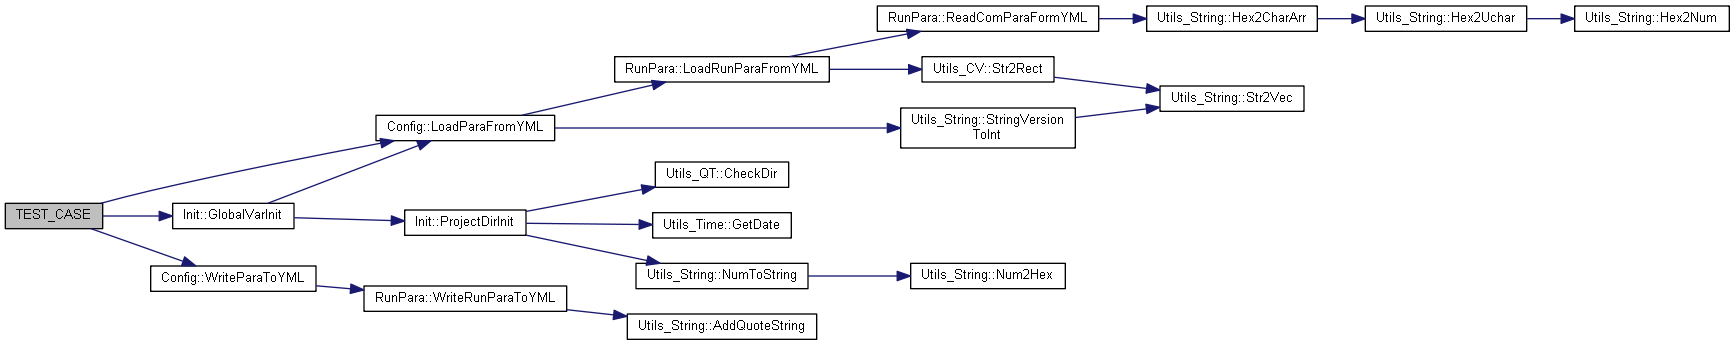 RunPara::ReadComParaFormYML
Utils_String::Hex2CharArr
Utils_String::Hex2Uchar
Utils_String::Hex2Num
RunPara::LoadRunParaFromYML
Utils_CV::Str2Rect
Utils_String::Str2Vec
Config::LoadParaFromYML
Utils_String::StringVersion
ToInt
Utils_QT::CheckDir
TEST_CASE
Init::GlobalVarInit
Init::ProjectDirInit
Utils_Time::GetDate
Config::WriteParaToYML
Utils_String::NumToString
Utils_String::Num2Hex
RunPara::WriteRunParaToYML
Utils_String::AddQuoteString